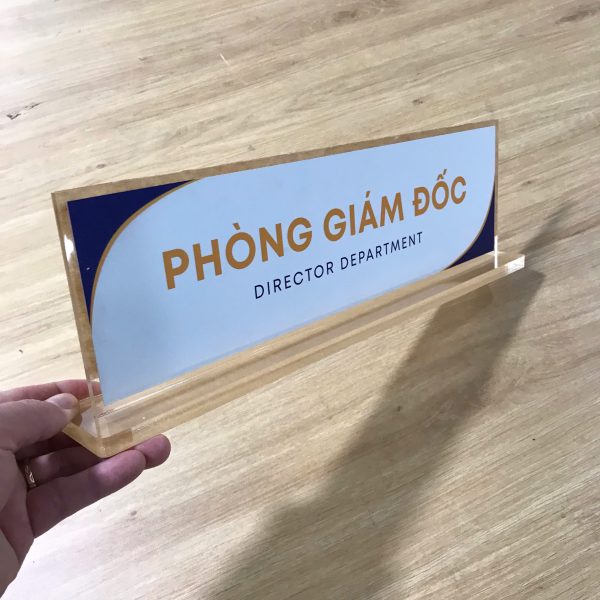 PHÒNG GIÁM ĐỐC
DIRECTOR DEPARTMENT